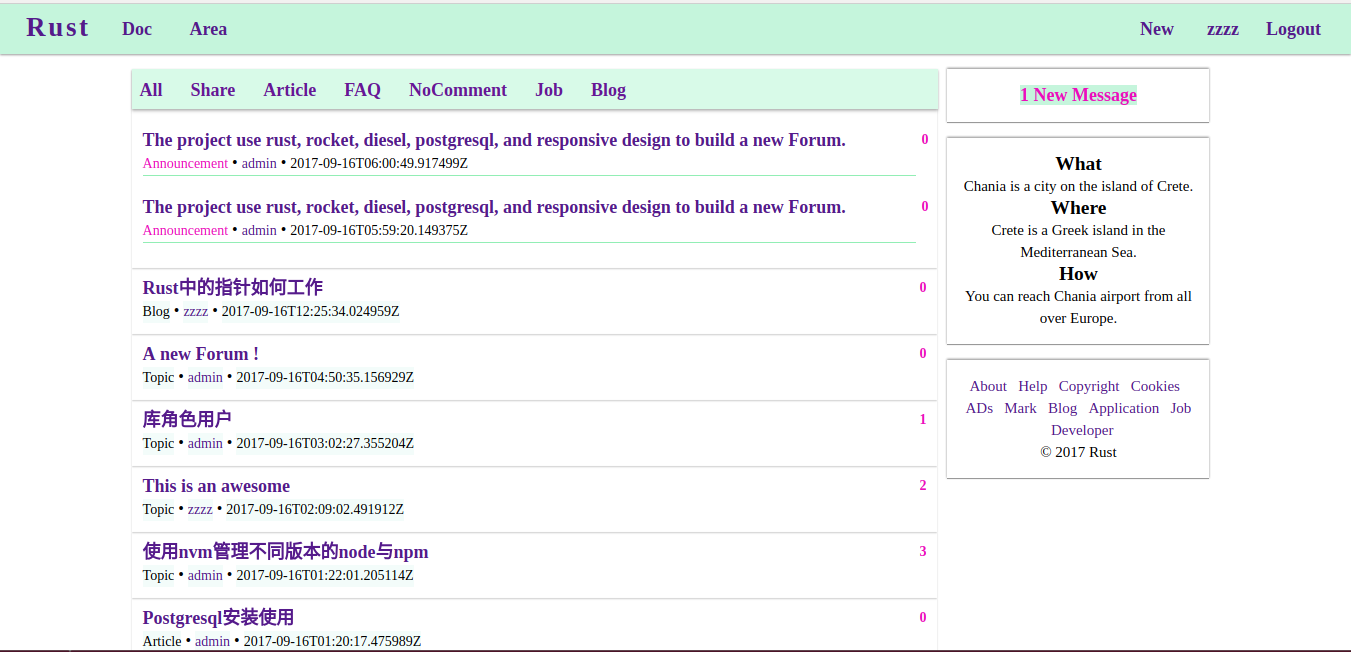 Rust Doc Area New zzzz Logout
All Share Article FAQ NoComment Job Blog
The project use rust, rocket, diesel, postgresql, and responsive design to build a new Forum. 0
Announcement • admin • 2017-09-16T06:00:49.917499Z
The project use rust, rocket, diesel, postgresql, and responsive design to build a new Forum. 0
Announcement • admin • 2017-09-16T05:59:20.149375Z
Rust中的指针如何工作 0
Blog • zzzz • 2017-09-16T12:25:34.024959Z
A new Forum ! 0
Topic • admin • 2017-09-16T04:50:35.156929Z
库角色用户 1
Topic • admin • 2017-09-16T03:02:27.355204Z
This is an awesome 2
Topic • zzzz • 2017-09-16T02:09:02.491912Z
使用nvm管理不同版本的node与npm 3
Topic • admin • 2017-09-16T01:22:01.205114Z
Postgresql安装使用 0
Article • admin • 2017-09-16T01:20:17.475989Z
1 New Message
What
Chania is a city on the island of Crete.
Where
Crete is a Greek island in the
Mediterranean Sea.
How
You can reach Chania airport from all
over Europe.
About Help Copyright Cookies
ADs Mark Blog Application Job
Developer
© 2017 Rust